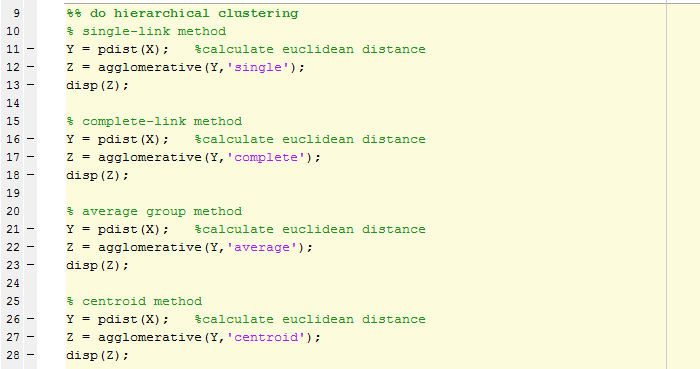 9 %% do hierarchical clustering
10 % single-link method
11 – Y = pdist(X);   %calculate euclidean distance
12 – Z = agglomerative(Y,'single');
13 – disp(Z);
14
15 % complete-link method
16 – Y = pdist(X);   %calculate euclidean distance
17 – Z = agglomerative(Y,'complete');
18 – disp(Z);
19
20 % average group method
21 – Y = pdist(X);   %calculate euclidean distance
22 – Z = agglomerative(Y,'average');
23 – disp(Z);
24
25 % centroid method
26 – Y = pdist(X);   %calculate euclidean distance
27 – Z = agglomerative(Y,'centroid');
28 – disp(Z);